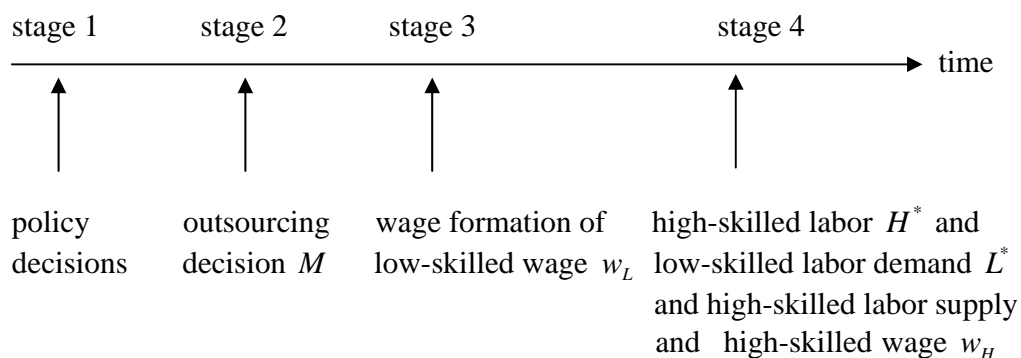 stage 1 stage 2 stage 3 stage 4
time
policy outsourcing wage formation of high-skilled labor H* and
decisions decision M low-skilled wage w_L low-skilled labor demand L*
and high-skilled labor supply
and high-skilled wage w_H